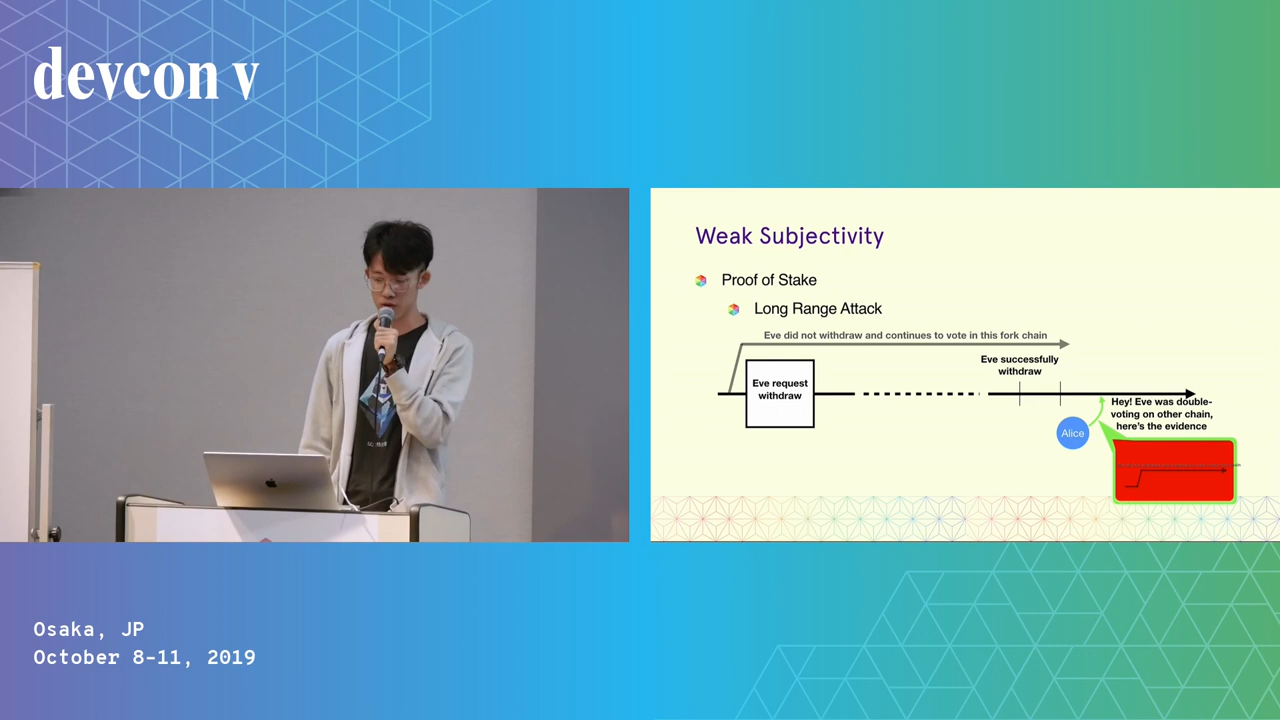 devcon v
Weak Subjectivity
Proof of Stake
Long Range Attack
Eve did not withdraw and continues to vote in this fork chain
Eve successfully
withdraw
Eve request
withdraw
Hey! Eve was double-
voting on other chain,
here's the evidence
Alice
Osaka, JP
October 8-11, 2019